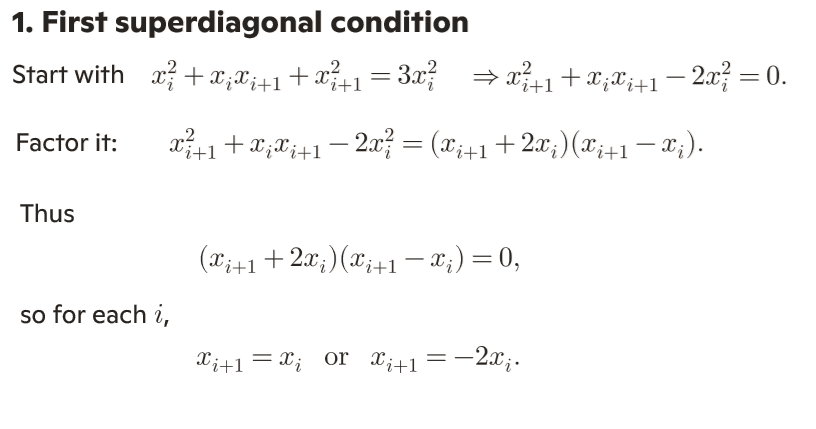 1. First superdiagonal condition
Start with $x_i^2 + x_i x_{i+1} + x_{i+1}^2 = 3x_i^2 \quad \Rightarrow x_{i+1}^2 + x_i x_{i+1} - 2x_i^2 = 0.$
Factor it: $x_{i+1}^2 + x_i x_{i+1} - 2x_i^2 = (x_{i+1} + 2x_i)(x_{i+1} - x_i).$
Thus
$(x_{i+1} + 2x_i)(x_{i+1} - x_i) = 0,$
so for each $i$,
$x_{i+1} = x_i \text{ or } x_{i+1} = -2x_i.$